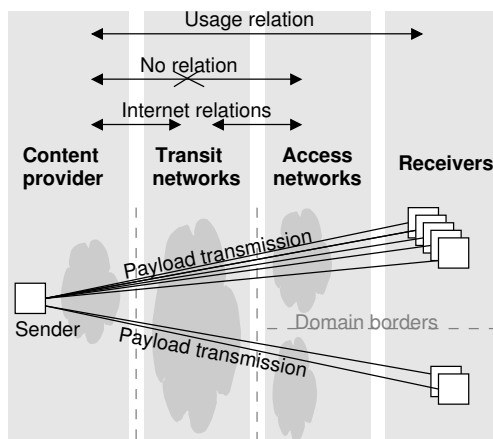 Usage relation
No relation
Internet relations
Content provider
Transit networks
Access networks
Receivers
Payload transmission
Sender
Domain borders
Payload transmission